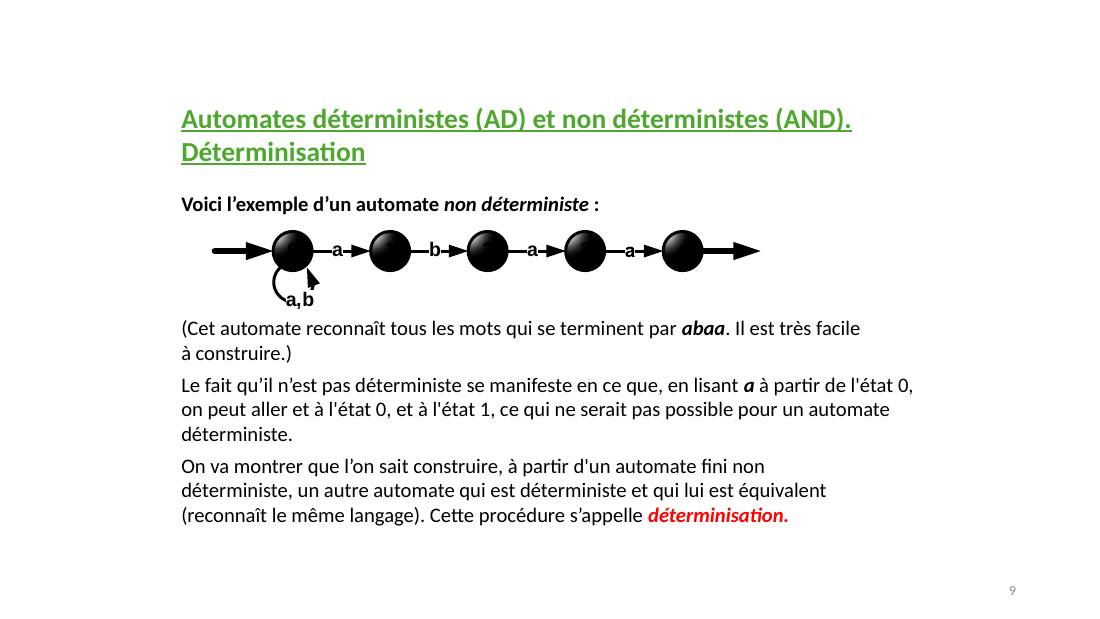 Automates déterministes (AD) et non déterministes (AND).
Déterminisation
Voici l’exemple d’un automate non déterministe :
a b a a
a,b
(Cet automate reconnaît tous les mots qui se terminent par abaa. Il est très facile
à construire.)
Le fait qu’il n’est pas déterministe se manifeste en ce que, en lisant a à partir de l'état 0,
on peut aller et à l'état 0, et à l'état 1, ce qui ne serait pas possible pour un automate
déterministe.
On va montrer que l’on sait construire, à partir d'un automate fini non
déterministe, un autre automate qui est déterministe et qui lui est équivalent
(reconnaît le même langage). Cette procédure s’appelle déterminisation.
9